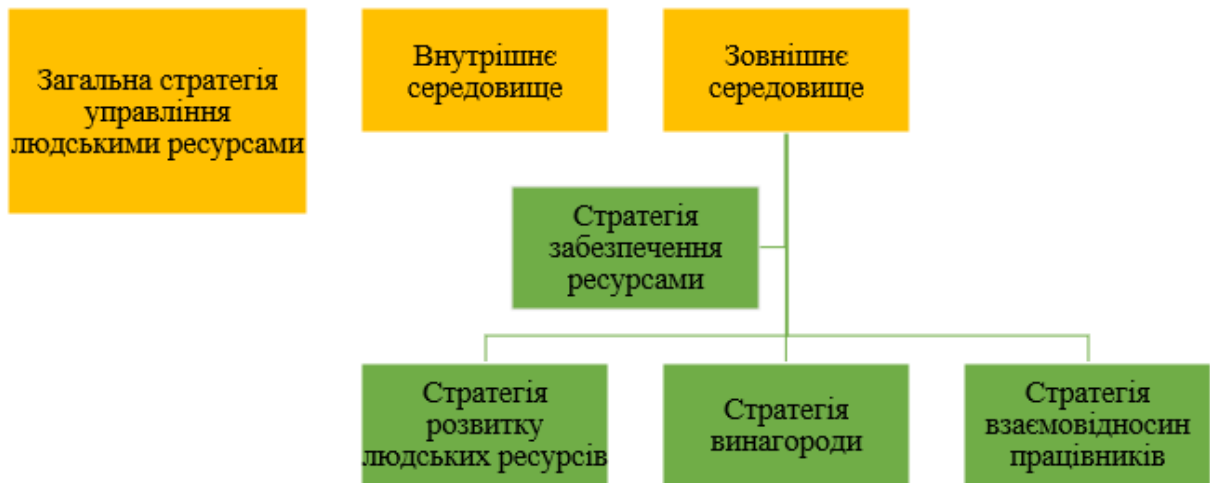 Загальна стратегія
управління
людськими ресурсами
Внутрішнє
середовище
Зовнішнє
середовище
Стратегія
забезпечення
ресурсами
Стратегія
розвитку
людських ресурсів
Стратегія
винагороди
Стратегія
взаємовідносин
працівників